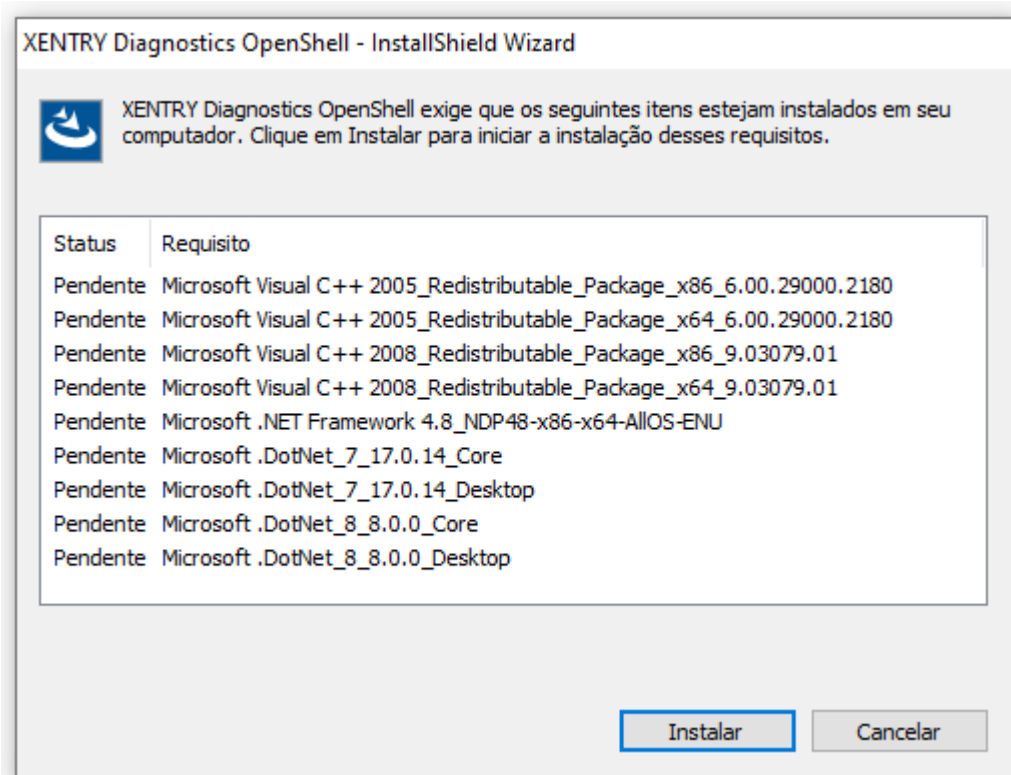 XENTRY Diagnostics OpenShell - InstallShield Wizard
XENTRY Diagnostics OpenShell exige que os seguintes itens estejam instalados em seu
computador. Clique em Instalar para iniciar a instalação desses requisitos.
Status Requisito
Pendente Microsoft Visual C++ 2005_Redistributable_Package_x86_6.00.29000.2180
Pendente Microsoft Visual C++ 2005_Redistributable_Package_x64_6.00.29000.2180
Pendente Microsoft Visual C++ 2008_Redistributable_Package_x86_9.03079.01
Pendente Microsoft Visual C++ 2008_Redistributable_Package_x64_9.03079.01
Pendente Microsoft .NET Framework 4.8_NDP48-x86-x64-AllOS-ENU
Pendente Microsoft .DotNet_7_17.0.14_Core
Pendente Microsoft .DotNet_7_17.0.14_Desktop
Pendente Microsoft .DotNet_8_8.0.0_Core
Pendente Microsoft .DotNet_8_8.0.0_Desktop
Instalar Cancelar